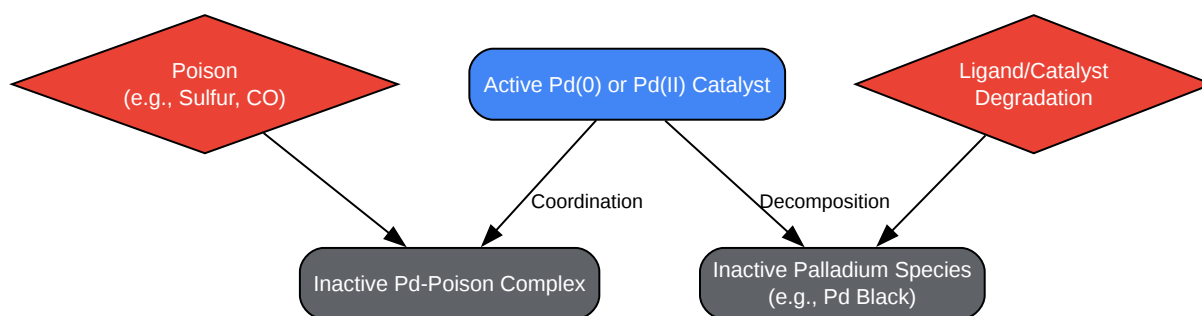 Poison
(e.g., Sulfur, CO)
Active Pd(0) or Pd(II) Catalyst
Ligand/Catalyst
Degradation
Coordination
Decomposition
Inactive Pd-Poison Complex
Inactive Palladium Species
(e.g., Pd Black)